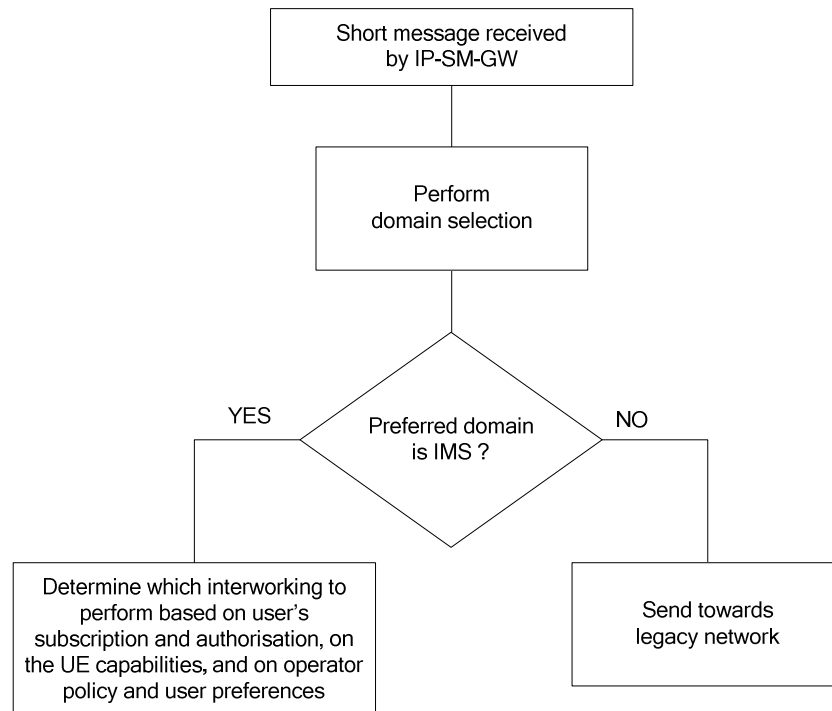 Short message received
by IP-SM-GW
Perform
domain selection
YES
Preferred domain
is IMS ?
NO
Determine which interworking to
perform based on user's
subscription and authorisation, on
the UE capabilities, and on operator
policy and user preferences
Send towards
legacy network